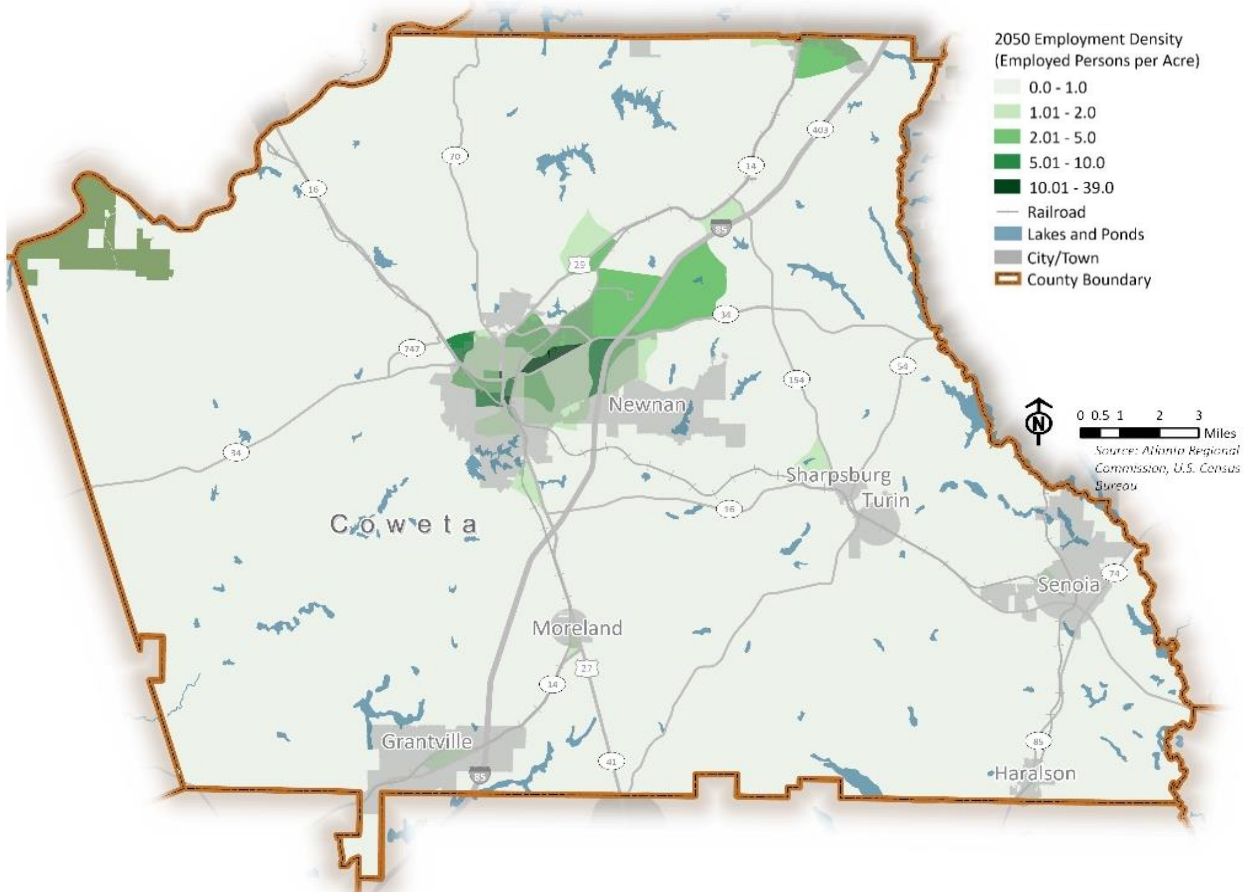 2050 Employment Density
(Employed Persons per Acre)
0.0 - 1.0
1.01 - 2.0
2.01 - 5.0
5.01 - 10.0
10.01 - 39.0
Railroad
Lakes and Ponds
City/Town
County Boundary
N
0 0.5 1 2 3
Miles
Source: Atlanta Regional
Commission, U.S. Census
Bureau
403
70
14
16
85
29
34
747
54
154
Newnan
34
Sharpsburg
Turin
16
Coweta
74
Senoia
Moreland
27
14
Grantville
85
41
85
Haralson